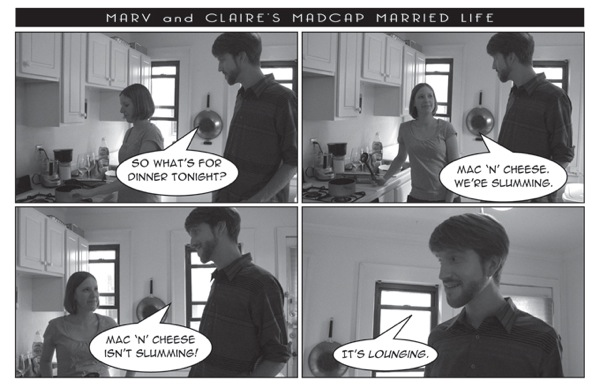 MARV and CLAIRE'S MADCAP MARRIED LIFE
SO WHAT'S FOR
DINNER TONIGHT?
MAC 'N' CHEESE.
WE'RE SLUMMING.
MAC 'N' CHEESE
ISN'T SLUMMING!
IT'S LOUNGING.